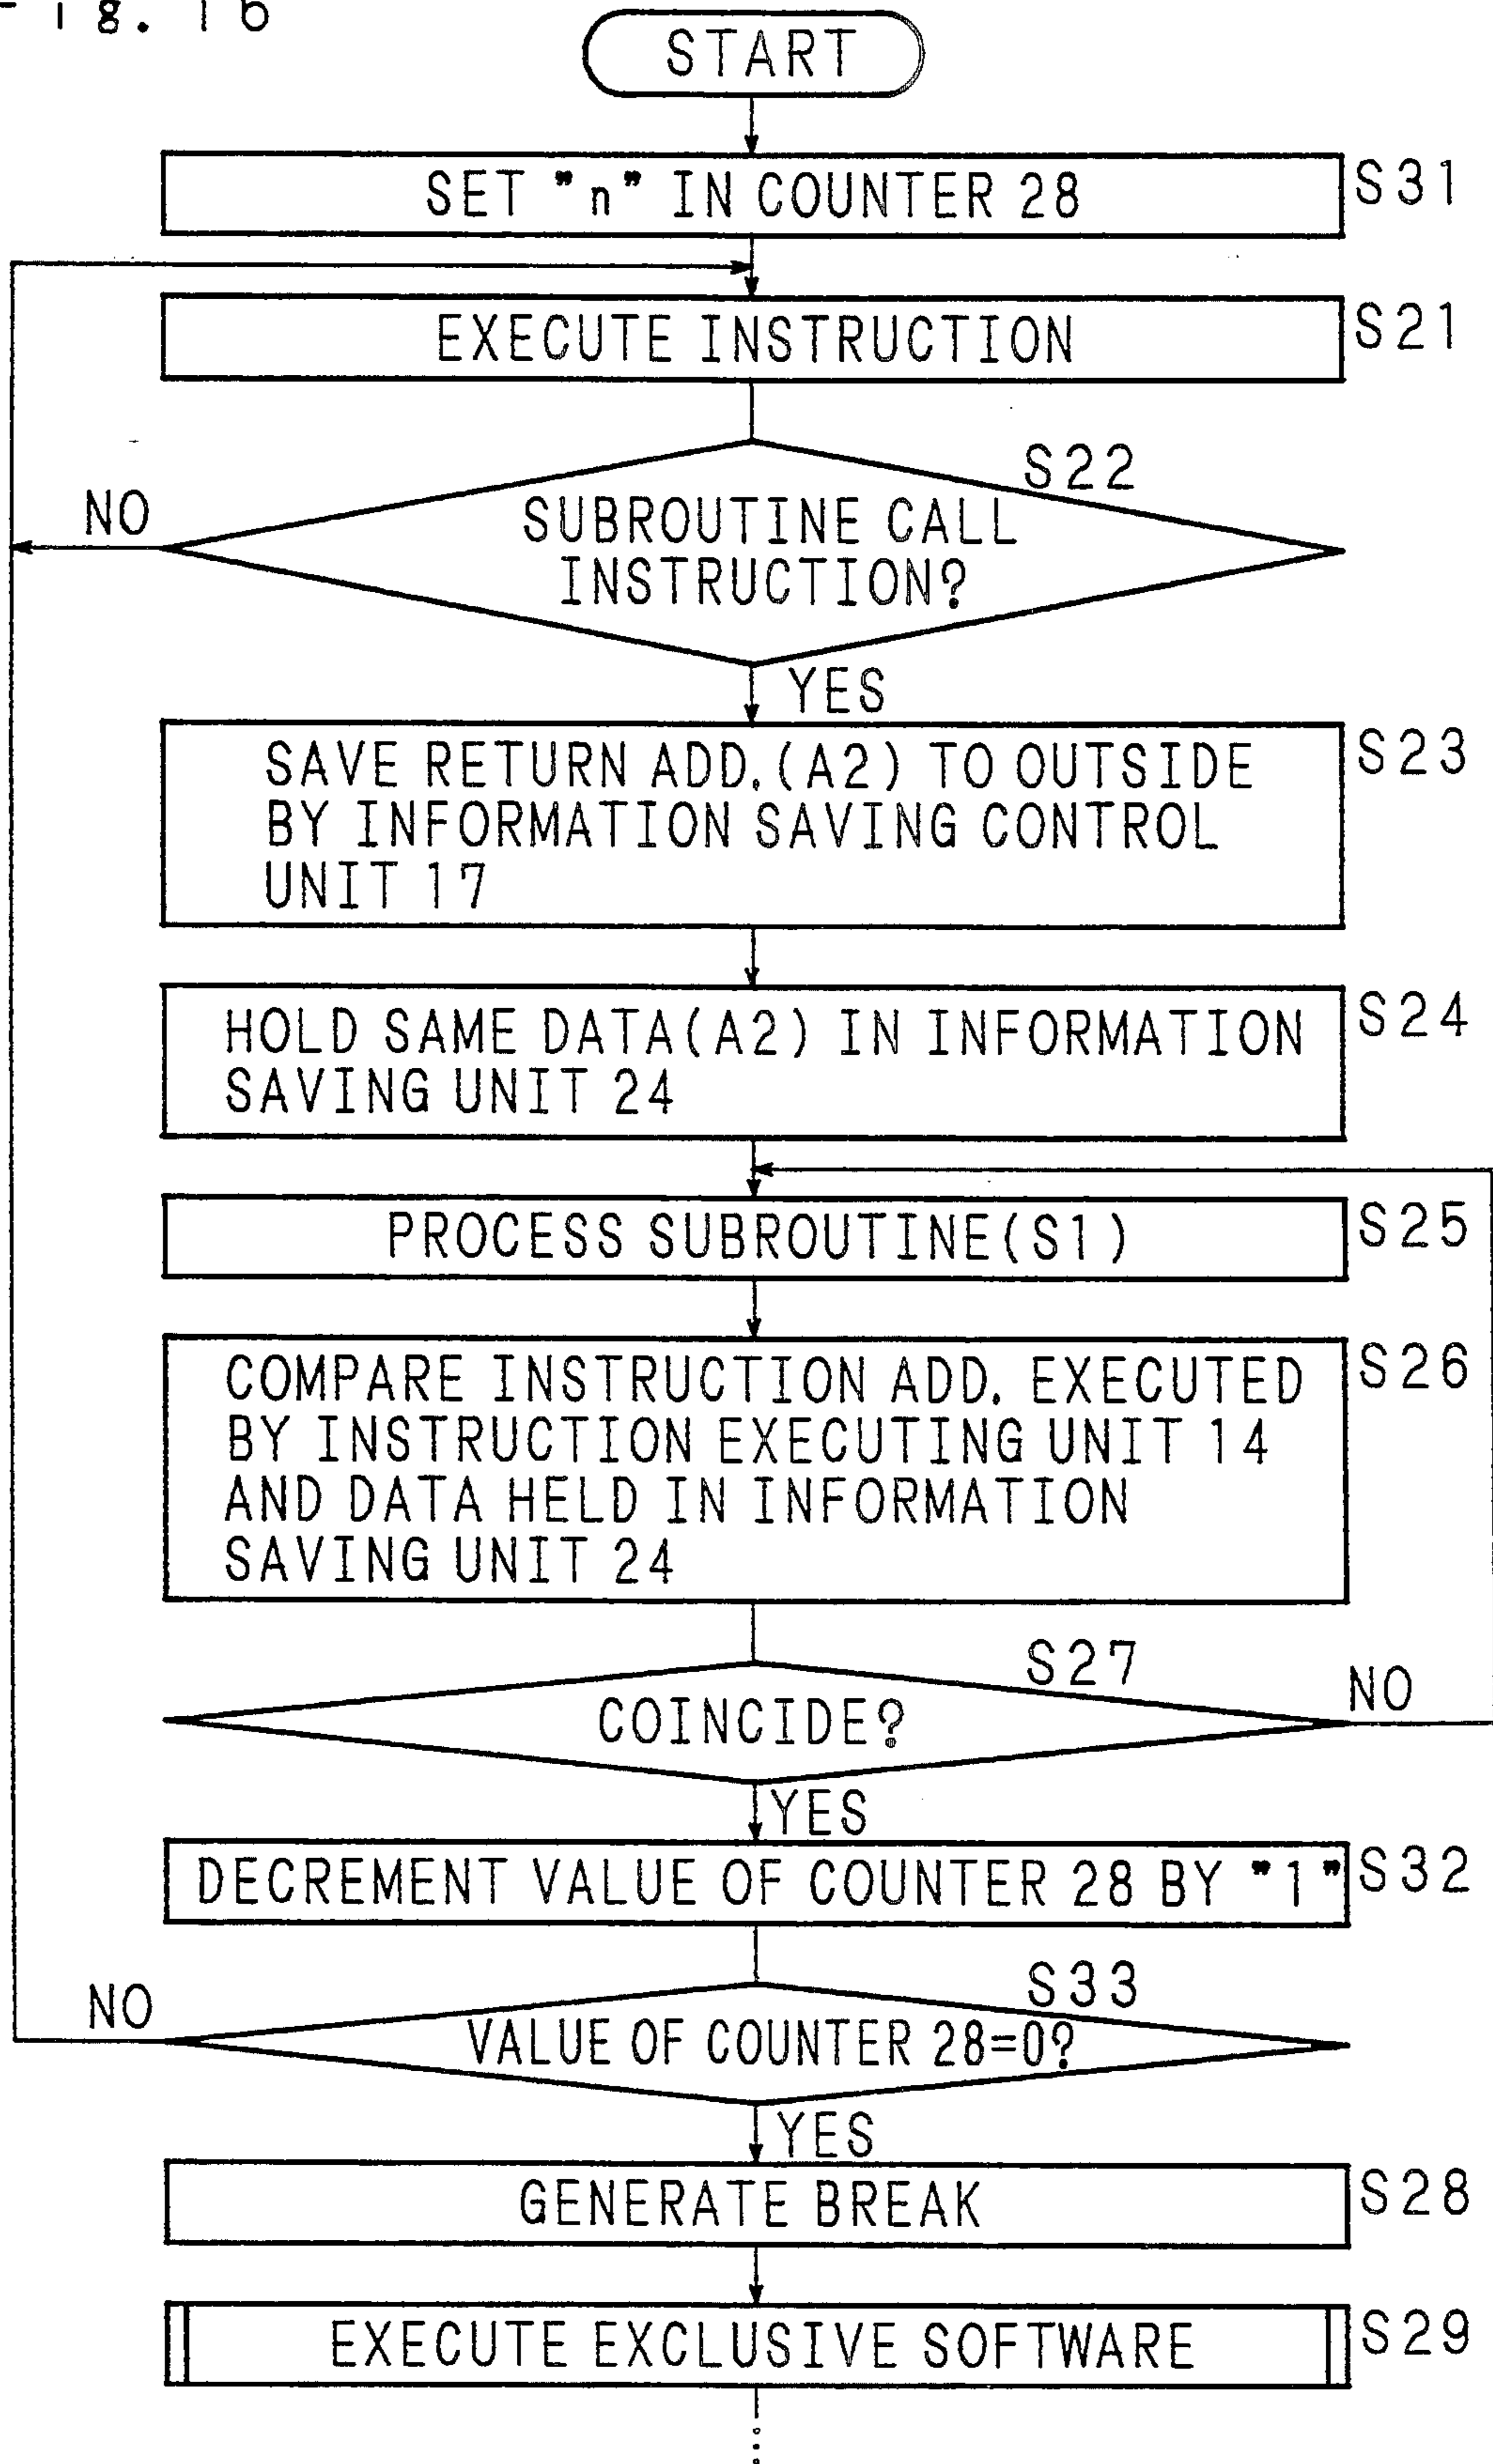 Fig. 16
START
SET "n" IN COUNTER 28
S31
EXECUTE INSTRUCTION
S21
S22
NO
SUBROUTINE CALL
INSTRUCTION?
YES
SAVE RETURN ADD.(A2) TO OUTSIDE
BY INFORMATION SAVING CONTROL
UNIT 17
S23
HOLD SAME DATA(A2) IN INFORMATION
SAVING UNIT 24
S24
PROCESS SUBROUTINE(S1)
S25
COMPARE INSTRUCTION ADD. EXECUTED
BY INSTRUCTION EXECUTING UNIT 14
AND DATA HELD IN INFORMATION
SAVING UNIT 24
S26
S27
COINCIDE?
NO
YES
DECREMENT VALUE OF COUNTER 28 BY "1"
S32
S33
NO
VALUE OF COUNTER 28=0?
YES
GENERATE BREAK
S28
EXECUTE EXCLUSIVE SOFTWARE
S29